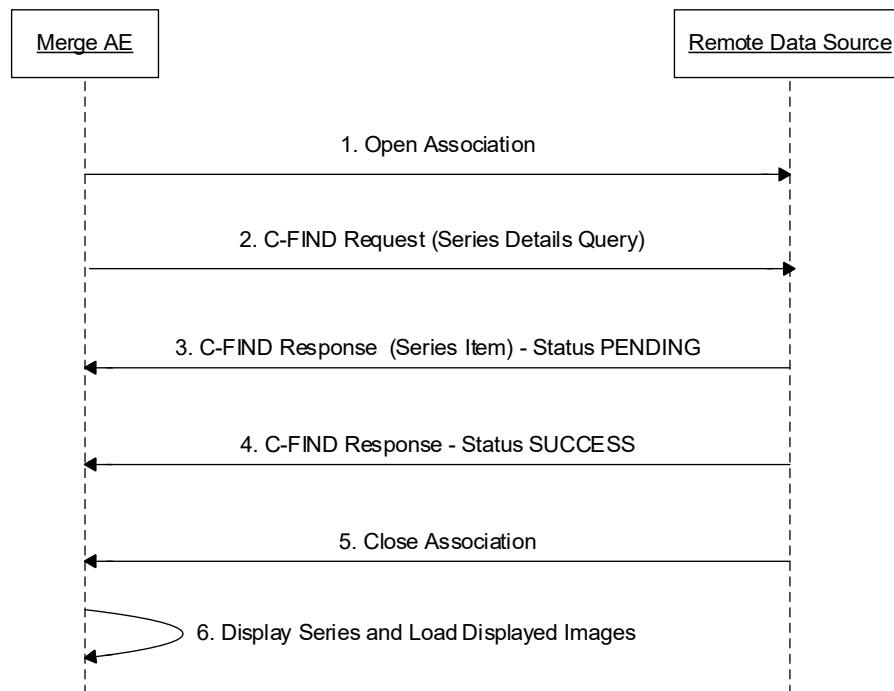 Merge AE
Remote Data Source
1. Open Association
2. C-FIND Request (Series Details Query)
3. C-FIND Response  (Series Item) - Status PENDING
4. C-FIND Response - Status SUCCESS
5. Close Association
6. Display Series and Load Displayed Images